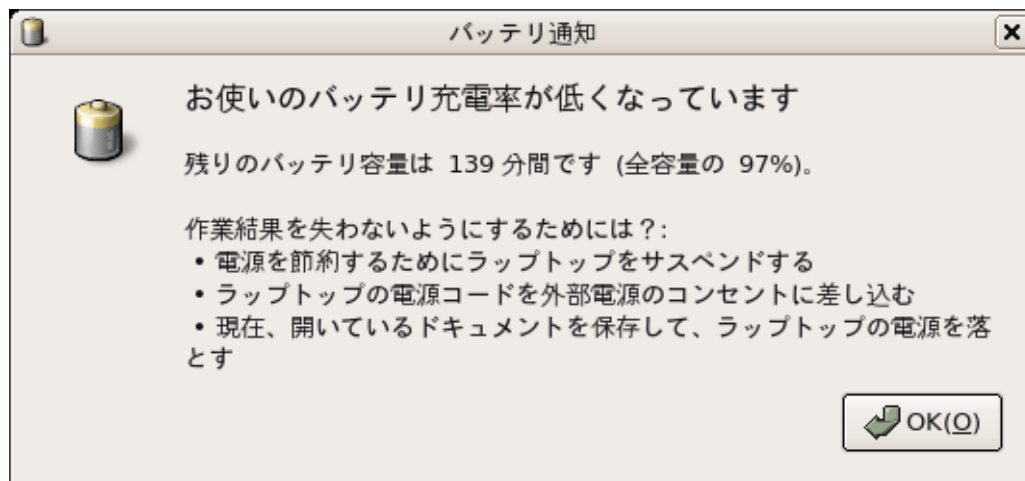 バッテリ通知
お使いのバッテリ充電率が低くなっています
残りのバッテリ容量は 139 分間です (全容量の 97%)。
作業結果を失わないようにするためには?:
• 電源を節約するためにラップトップをサスペンドする
• ラップトップの電源コードを外部電源のコンセントに差し込む
• 現在、開いているドキュメントを保存して、ラップトップの電源を落
とす
OK(O)